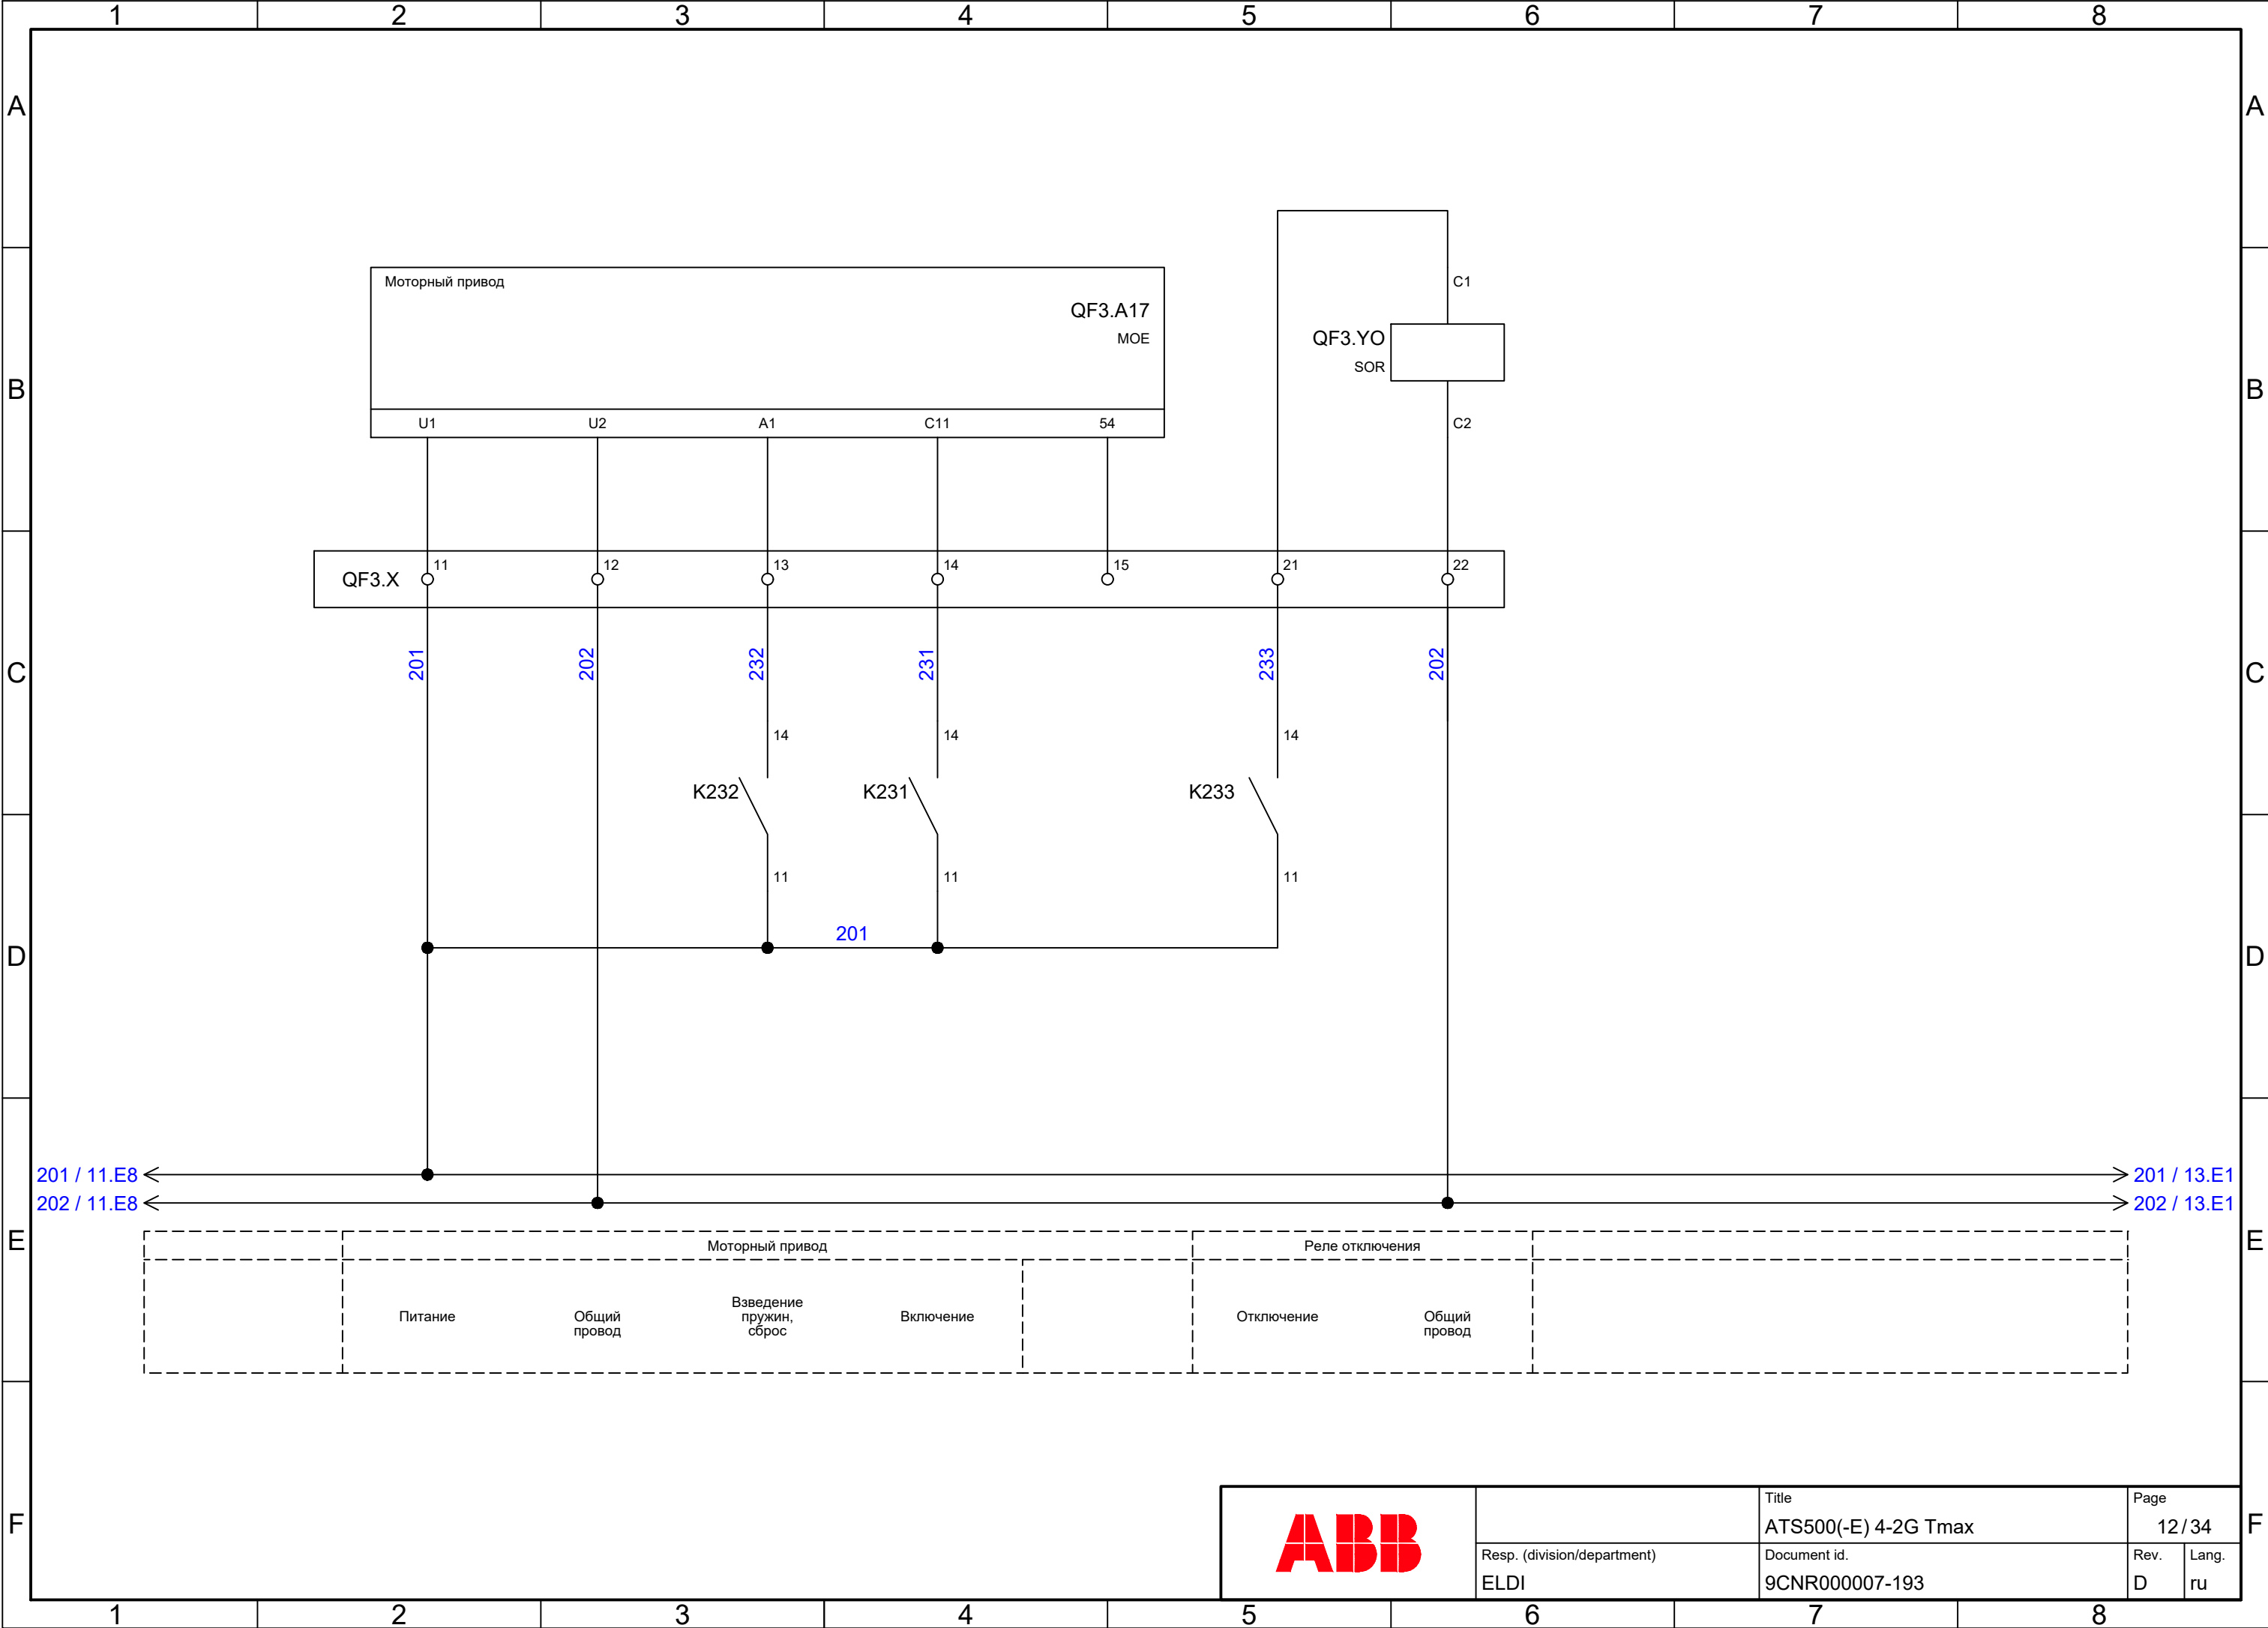 1 2 3 4 5 6 7 8
A A
Моторный привод
QF3.A17
MOE
C1
QF3.YO
SOR
B B
U1 U2 A1 C11 54
C2
QF3.X 11 12 13 14 15 21 22
201 202 232 231 233 202
C C
14 14 14
K232 K231 K233
11 11 11
201
D D
201 / 11.E8 201 / 13.E1
202 / 11.E8 202 / 13.E1
E E
Моторный привод Реле отключения
Питание
Общий
провод
Взведение
пружин,
сброс
Включение
Отключение
Общий
провод
F F
ABB
Title
ATS500(-E) 4-2G Tmax
Page
12/34
Resp. (division/department)
ELDI
Document id.
9CNR000007-193
Rev.
D
Lang.
ru
1 2 3 4 5 6 7 8